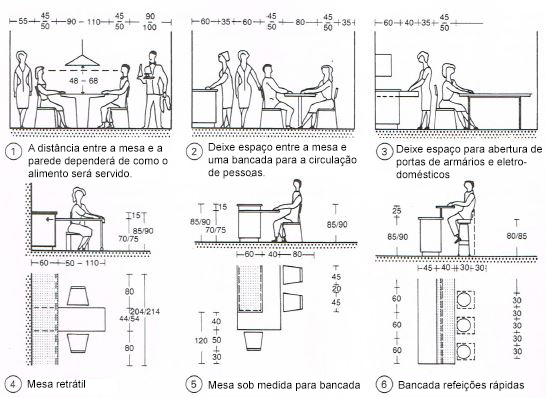 55 45/50 90 – 110 45/50 90/100
48 – 68
60 35 35 45/50 80 45/50 35
60 40 35 45/50
1 A distância entre a mesa e a
parede dependerá de como o
alimento será servido.
2 Deixe espaço entre a mesa e
uma bancada para a circulação
de pessoas.
3 Deixe espaço para abertura de
portas de armários e eletro-
domésticos
15
85/90
70/75
60 50 – 110
80
204/214
44/54
80
4 Mesa retrátil
15
85/90
70/75
85/90
60 40 80
45
20
45
40
120 50
30
5 Mesa sob medida para bancada
25
85/90
80/85
45 40 30 30
60
60
60
30
30
30
30
30
6 Bancada refeições rápidas